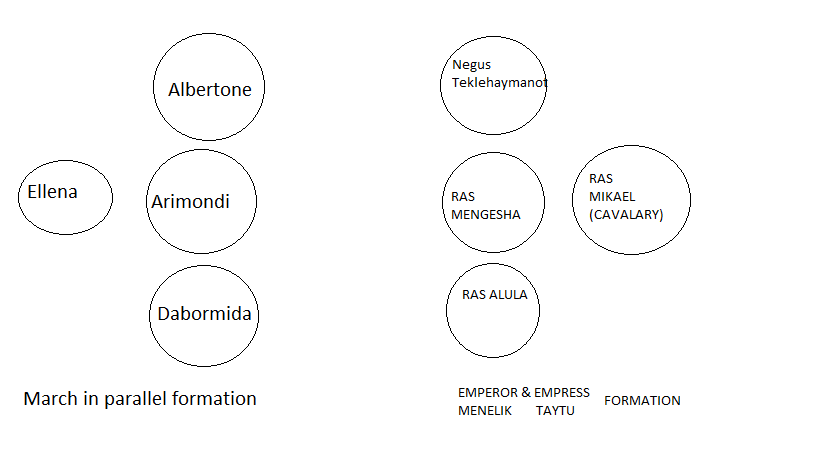 Albertone
Ellena
Arimondi
Dabormida
March in parallel formation
Negus
Teklehaymanot
RAS
MENGESHA
RAS
MIKAEL
(CAVALARY)
RAS ALULA
EMPEROR & EMPRESS
MENELIK TAYTU
FORMATION